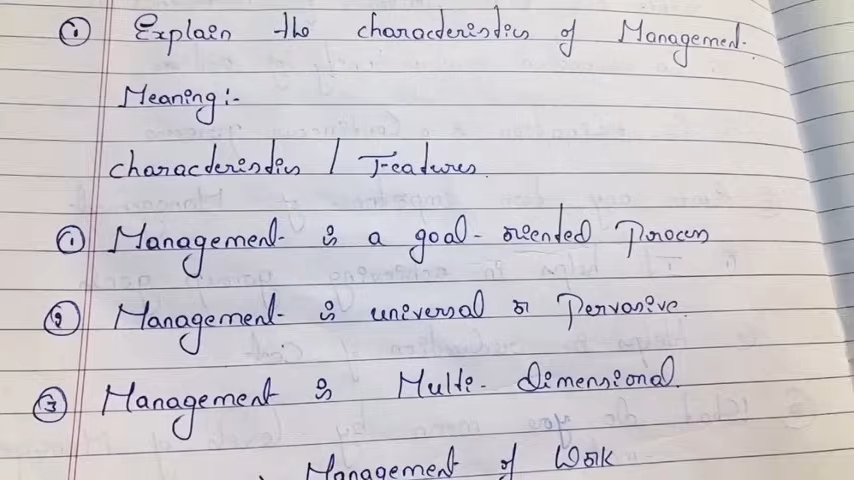 ① Explain the characteristics of Management.
Meaning:-
characteristics / Features.
① Management is a goal-oriented Process
② Management is universal or Pervasive.
③ Management is Multi-dimensional.
Management of Work